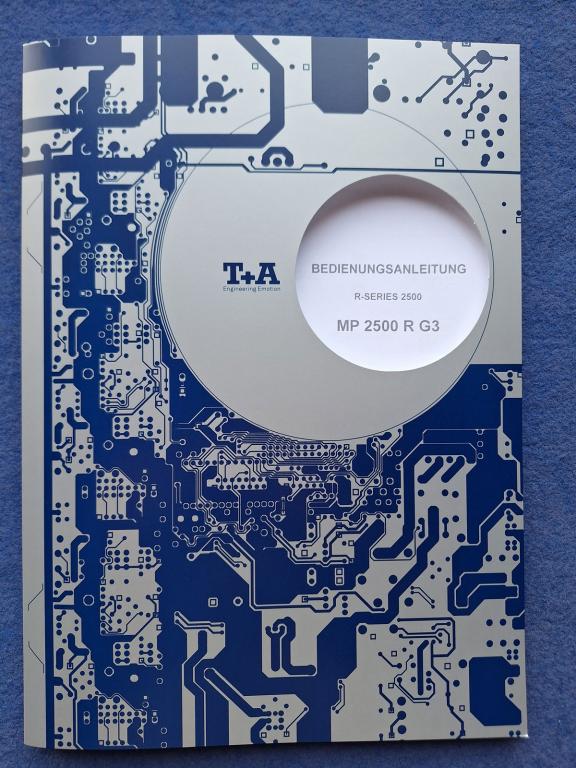 T+A
Engineering Emotion
BEDIENUNGSANLEITUNG
R-SERIES 2500
MP 2500 R G3